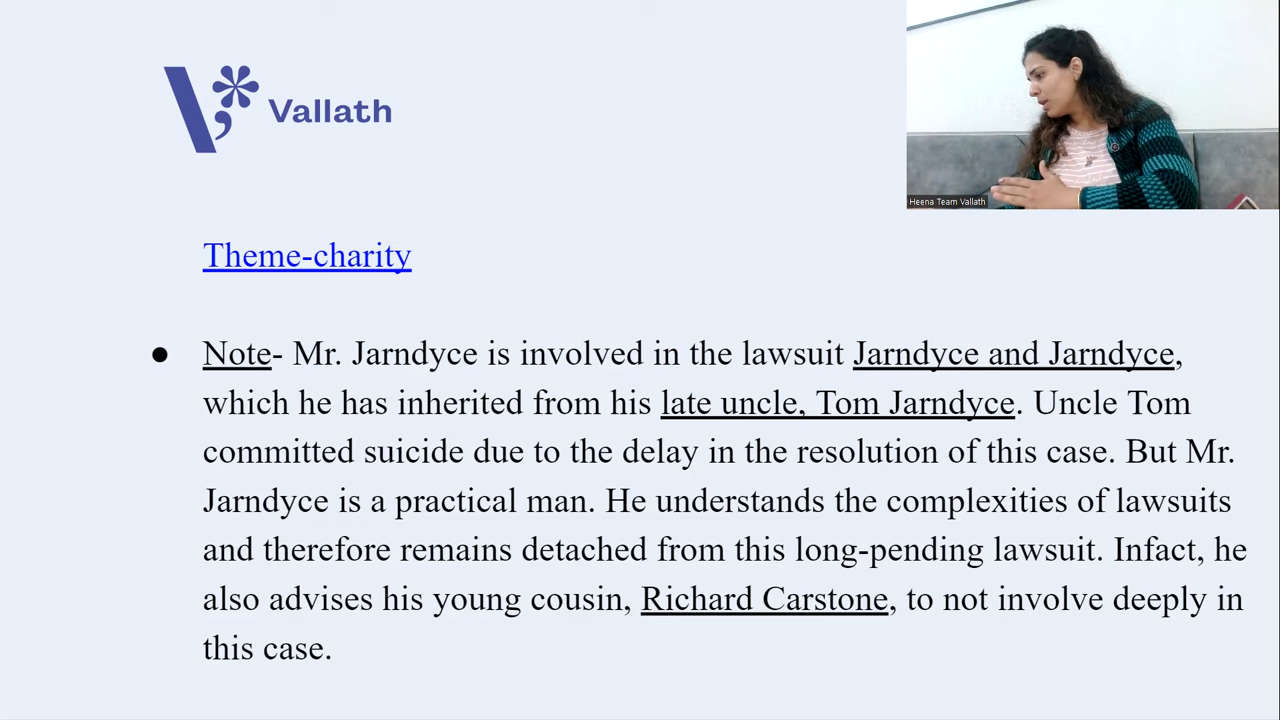 Vallath
Heena Team Vallath
Theme-charity
● Note- Mr. Jarndyce is involved in the lawsuit Jarndyce and Jarndyce,
which he has inherited from his late uncle, Tom Jarndyce. Uncle Tom
committed suicide due to the delay in the resolution of this case. But Mr.
Jarndyce is a practical man. He understands the complexities of lawsuits
and therefore remains detached from this long-pending lawsuit. Infact, he
also advises his young cousin, Richard Carstone, to not involve deeply in
this case.